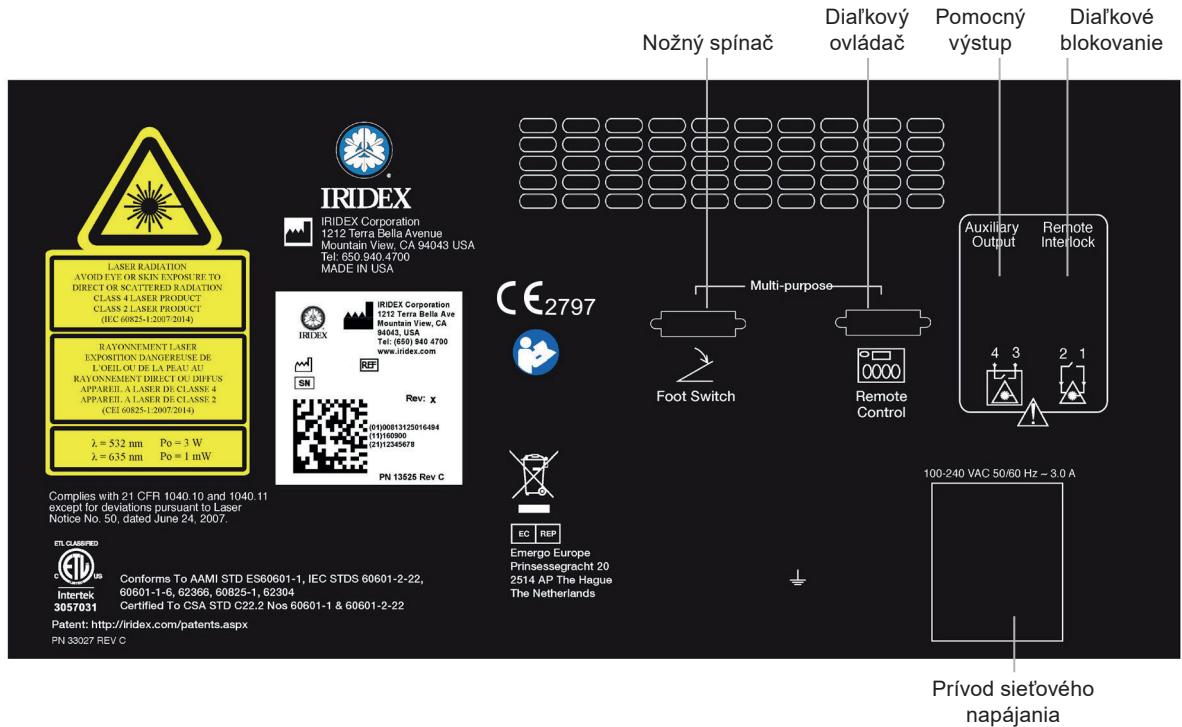 Nožný spínač
Diaľkový
ovládač
Pomocný
výstup
Diaľkové
blokovanie
LASER RADIATION
AVOID EYE OR SKIN EXPOSURE TO
DIRECT OR SCATTERED RADIATION
CLASS 4 LASER PRODUCT
CLASS 2 LASER PRODUCT
(IEC 60825-1:2007/2014)
RAYONNEMENT LASER
EXPOSITION DANGEREUSE DE
L'OEIL OU DE LA PEAU AU
RAYONNEMENT DIRECT OU DIFFUS
APPAREIL A LASER DE CLASSE 4
APPAREIL A LASER DE CLASSE 2
(CEI 60825-1:2007/2014)
λ = 532 nm Po = 3 W
λ = 635 nm Po = 1 mW
Complies with 21 CFR 1040.10 and 1040.11
except for deviations pursuant to Laser
Notice No. 50, dated June 24, 2007.
ETL CLASSIFIED
C ETL US
Intertek
3057031
Conforms To AAMI STD ES60601-1, IEC STDS 60601-2-22,
60601-1-6, 62366, 60825-1, 62304
Certified To CSA STD C22.2 Nos 60601-1 & 60601-2-22
Patent: http://iridex.com/patents.aspx
PN 33027 REV C
IRIDEX
IRIDEX Corporation
1212 Terra Bella Avenue
Mountain View, CA 94043 USA
Tel: 650.940.4700
MADE IN USA
IRIDEX
IRIDEX Corporation
1212 Terra Bella Ave
Mountain View, CA
94043, USA
Tel: (650) 940 4700
www.iridex.com
REF
SN
Rev: X
(01)00813125016494
(11)160900
(21)12345678
PN 13525 Rev C
CE 2797
EC REP
Emergo Europe
Prinsessegracht 20
2514 AP The Hague
The Netherlands
Multi-purpose
Foot Switch
Remote
Control
Auxiliary
Output
Remote
Interlock
4 3
2 1
100-240 VAC 50/60 Hz ~ 3.0 A
Prívod sieťového
napájania